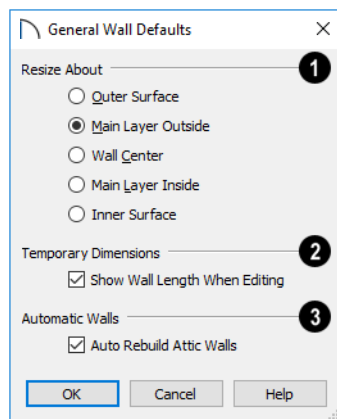 General Wall Defaults
Resize About
1
Outer Surface
Main Layer Outside
Wall Center
Main Layer Inside
Inner Surface
Temporary Dimensions
2
Show Wall Length When Editing
Automatic Walls
3
Auto Rebuild Attic Walls
OK Cancel Help